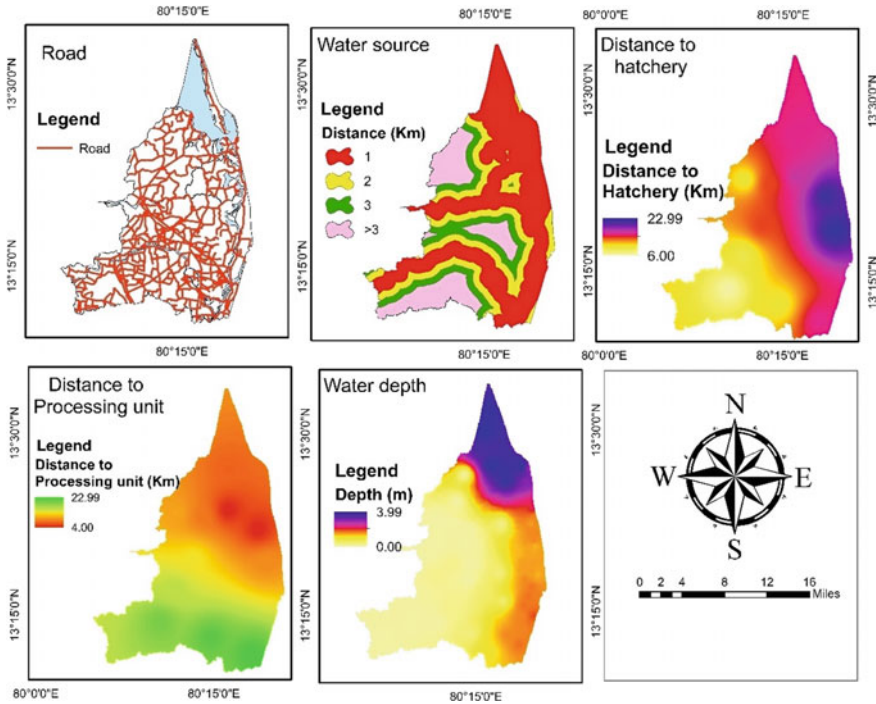 80°15'0"E
80°15'0"E
80°0'0"E
80°15'0"E
Road
Legend
Road
13°30'0"N
13°15'0"N
Water source
Legend
Distance (Km)
1
2
3
>3
13°30'0"N
13°15'0"N
Distance to
hatchery
Legend
Distance to
Hatchery (Km)
22.99
6.00
13°30'0"N
13°15'0"N
80°15'0"E
80°15'0"E
80°0'0"E
80°15'0"E
Distance to
Processing unit
Legend
Distance to
Processing unit (Km)
22.99
4.00
13°30'0"N
13°15'0"N
Water depth
Legend
Depth (m)
3.99
0.00
13°30'0"N
13°15'0"N
N
W
E
S
0 2 4 8 12 16
Miles
80°0'0"E
80°15'0"E
80°15'0"E